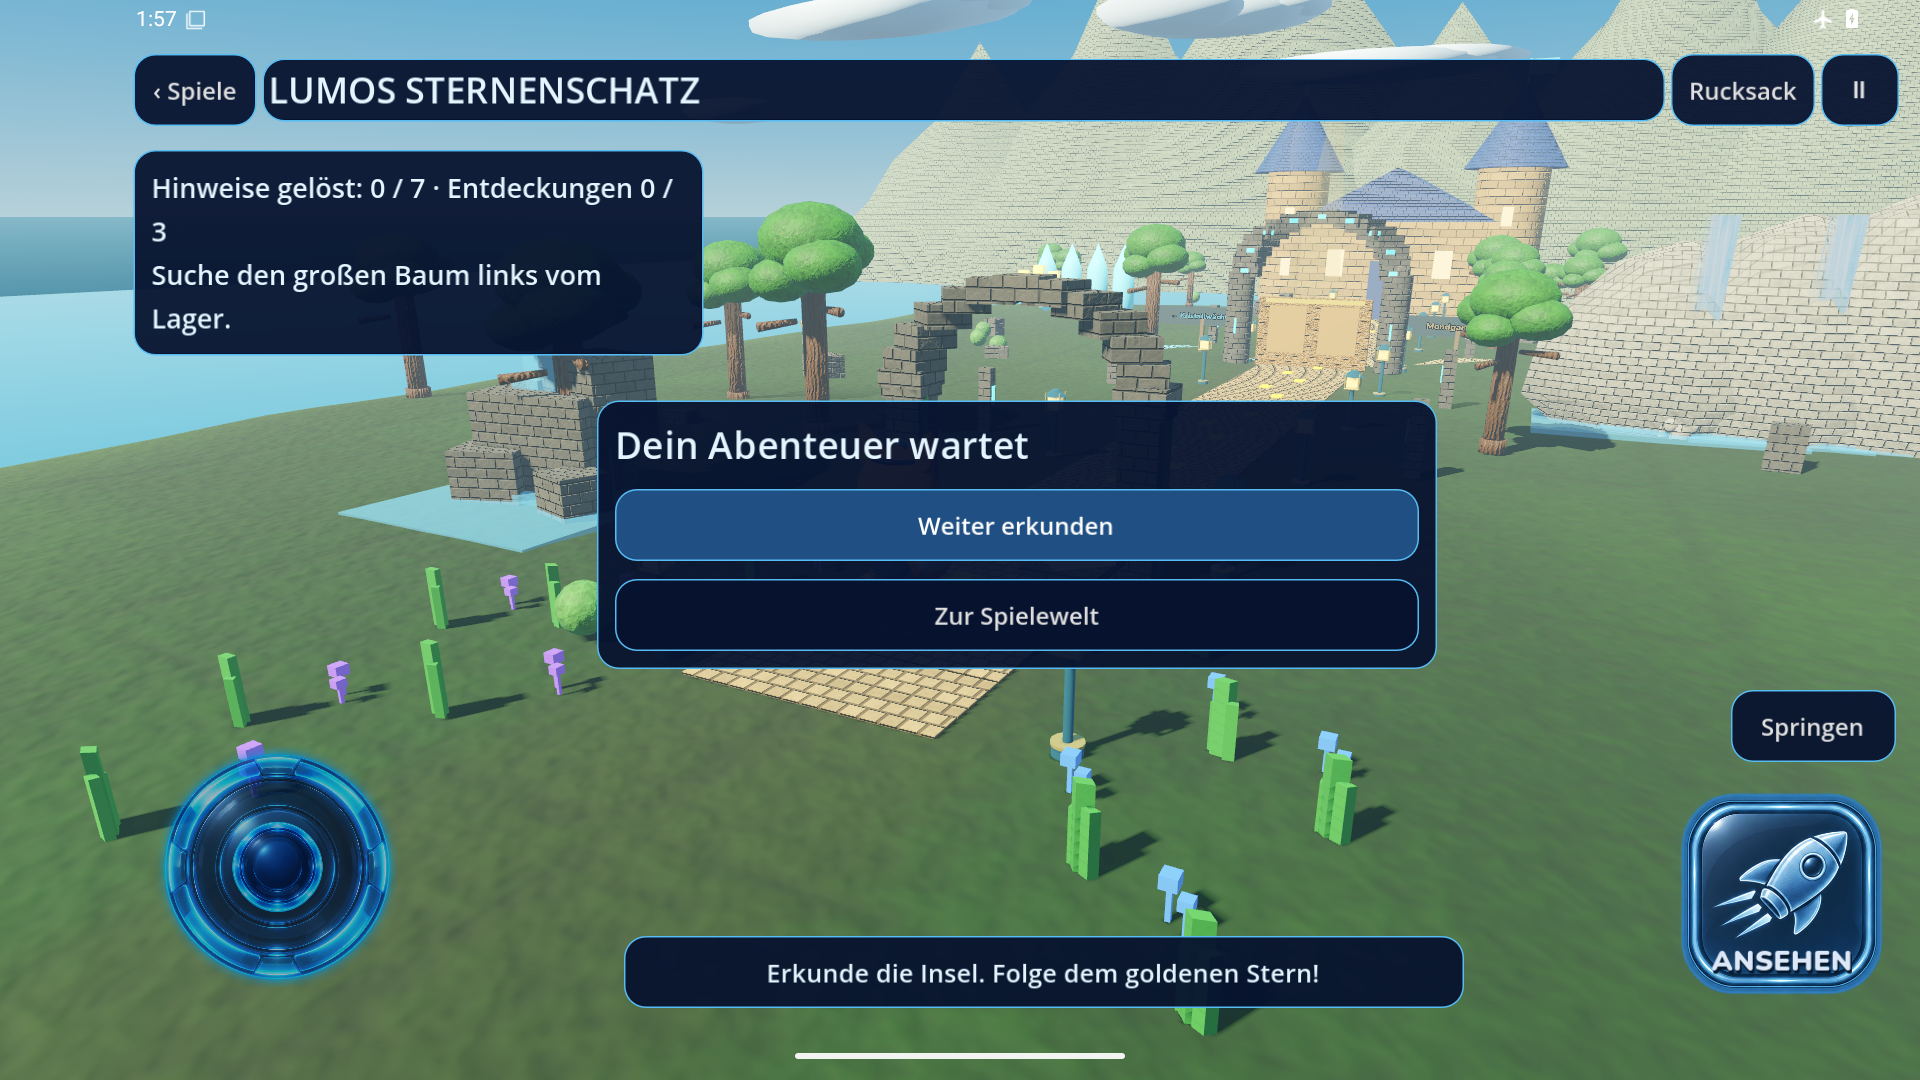 1:57
‹ Spiele
LUMOS STERNENSCHATZ
Rucksack
II
Hinweise gelöst: 0 / 7 · Entdeckungen 0 /
3
Suche den großen Baum links vom
Lager.
Dein Abenteuer wartet
Weiter erkunden
Zur Spielewelt
Springen
ANSEHEN
Erkunde die Insel. Folge dem goldenen Stern!